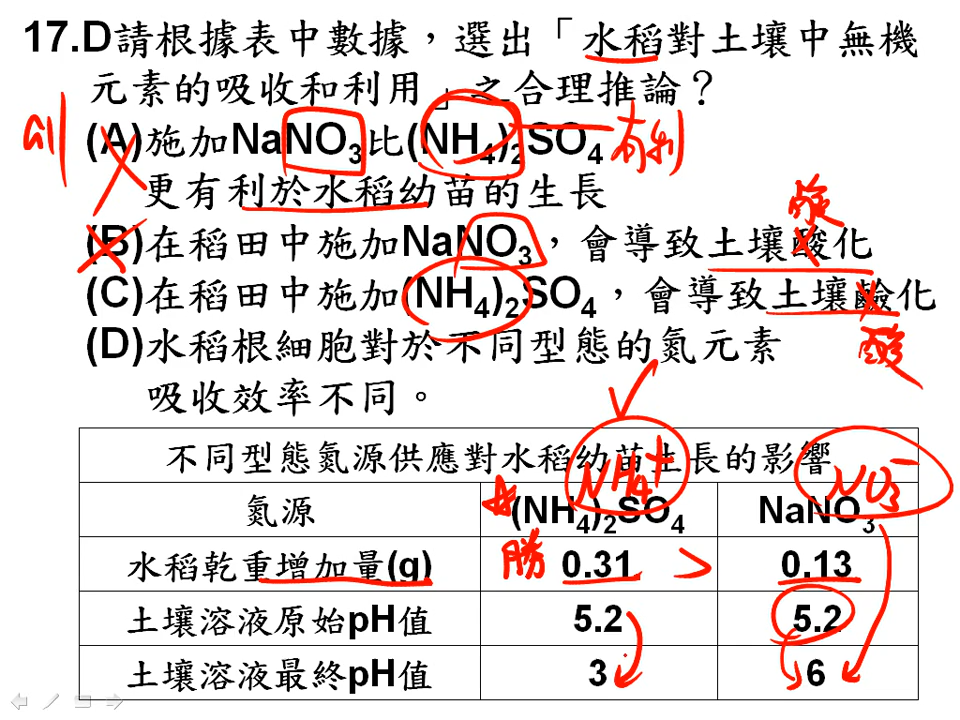 17.D請根據表中數據，選出「水稻對土壤中無機
元素的吸收和利用」之合理推論？
(A)施加NaNO3比(NH4)2SO4 有利
更有利於水稻幼苗的生長
酸
(B)在稻田中施加NaNO3，會導致土壤酸化
(C)在稻田中施加(NH4)2SO4，會導致土壤鹼化
酸
(D)水稻根細胞對於不同型態的氮元素
吸收效率不同。
不同型態氮源供應對水稻幼苗生長的影響
NH4+ NO3-
氮源 (NH4)2SO4 NaNO3
水稻乾重增加量(g) 勝 0.31 > 0.13
土壤溶液原始pH值 5.2 5.2
土壤溶液最終pH值 3 6